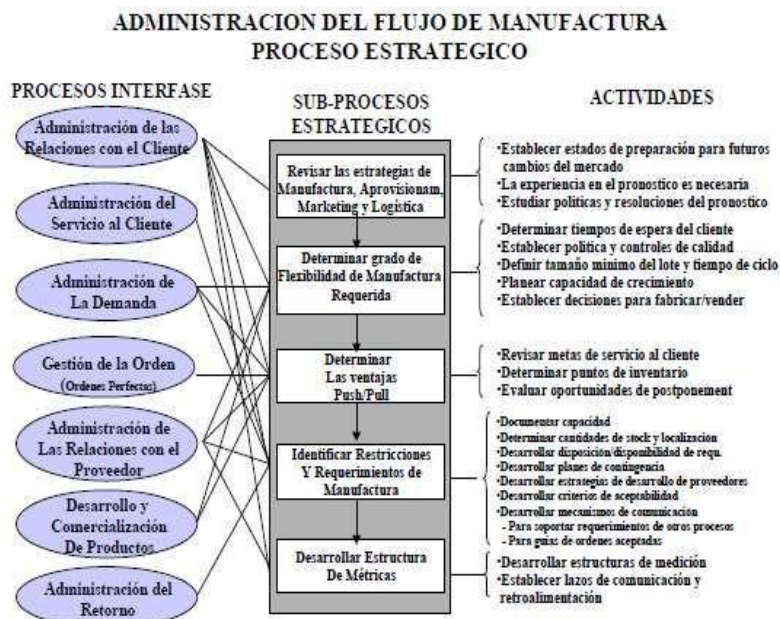 ADMINISTRACION DEL FLUJO DE MANUFACTURA
PROCESO ESTRATEGICO
PROCESOS INTERFASE
Administración de las
Relaciones con el Cliente
Administración del
Servicio al Cliente
Administración de
La Demanda
Gestión de la Orden
(Ordenes Perfectas)
Administración de
Las Relaciones con el
Proveedor
Desarrollo y
Comercialización
De Productos
Administración del
Retorno
SUB-PROCESOS
ESTRATEGICOS
Revisar las estrategias de
Manufactura, Aprovisionam,
Marketing y Logística
Determinar grado de
Flexibilidad de Manufactura
Requerida
Determinar
Las ventajas
Push/Pull
Identificar Restricciones
Y Requerimientos de
Manufactura
Desarrollar Estructura
De Métricas
ACTIVIDADES
•Establecer estados de preparación para futuros
cambios del mercado
•La experiencia en el pronostico es necesaria
•Estudiar políticas y resoluciones del pronostico
•Determinar tiempos de espera del cliente
•Establecer política y controles de calidad
•Definir tamaño mínimo del lote y tiempo de ciclo
•Planear capacidad de crecimiento
•Establecer decisiones para fabricar/vender
•Revisar metas de servicio al cliente
•Determinar puntos de inventario
•Evaluar oportunidades de postponement
•Documentar capacidad
•Determinar cantidades de stock y localización
•Desarrollar disposición/disponibilidad de requ.
•Desarrollar planes de contingencia
•Desarrollar estrategias de desarrollo de proveedores
•Desarrollar criterios de aceptabilidad
•Desarrollar mecanismos de comunicación
- Para soportar requerimientos de otros procesos
- Para guias de ordenes aceptadas
•Desarrollar estructuras de medición
•Establecer lazos de comunicación y
retroalimentación